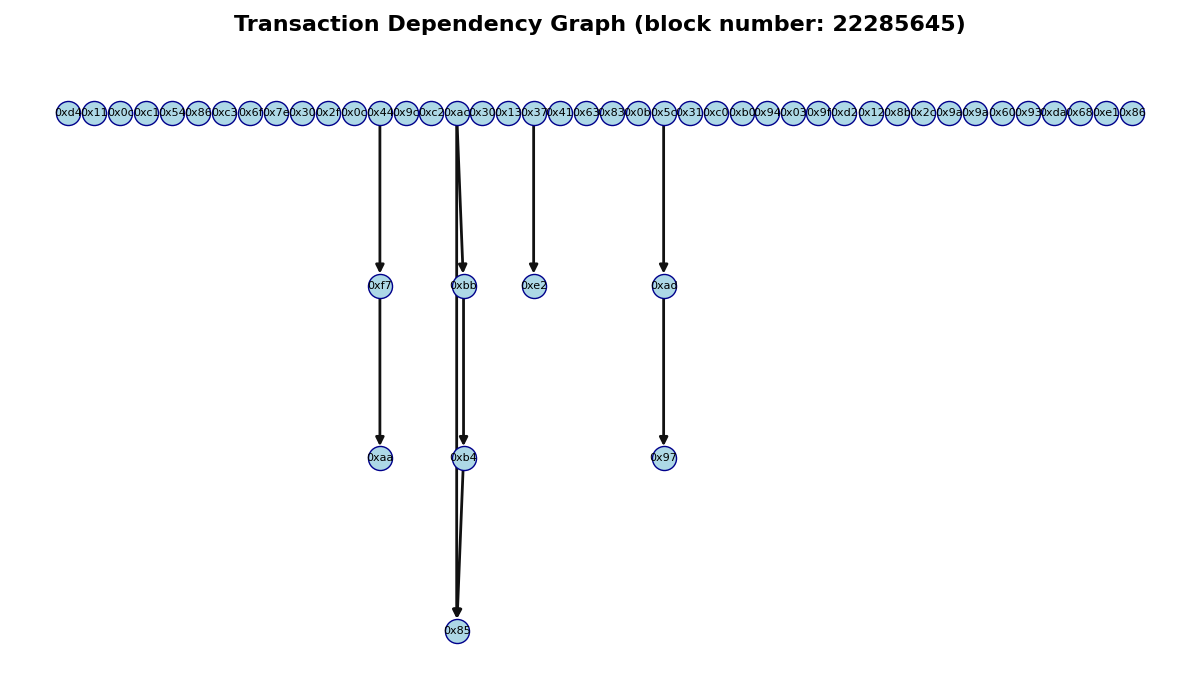 Transaction Dependency Graph (block number: 22285645)
0xd4 0x11 0x0c 0xc1 0x54 0x86 0xc3 0x6f 0x7e 0x30 0x2f 0x0c 0x44 0x9c 0xc2 0xac 0x30 0x13 0x37 0x41 0x63 0x83 0x0b 0x5c 0x31 0xc0 0xb0 0x94 0x03 0x9f 0xd2 0x12 0x8b 0x2c 0x9a 0x9a 0x60 0x93 0xda 0x68 0xe1 0x86
0xf7 0xbb 0xe2 0xad
0xaa 0xb4 0x97
0x85